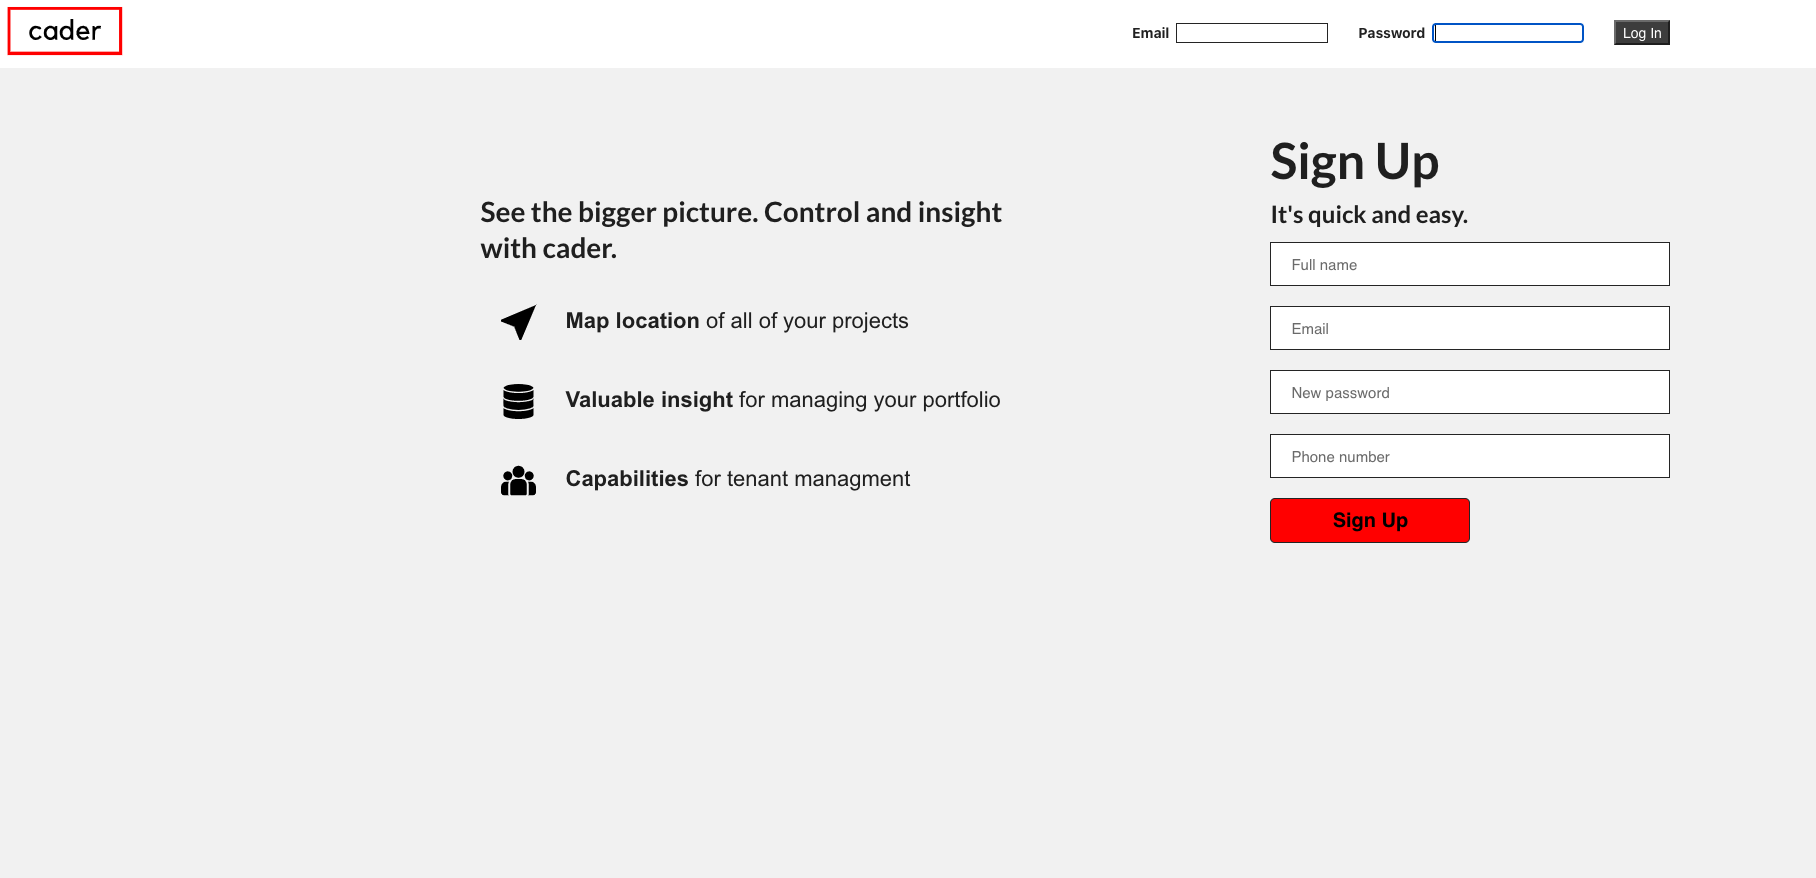 cader
Email
Password
Log In
See the bigger picture. Control and insight
with cader.
Map location of all of your projects
Valuable insight for managing your portfolio
Capabilities for tenant managment
Sign Up
It's quick and easy.
Full name
Email
New password
Phone number
Sign Up